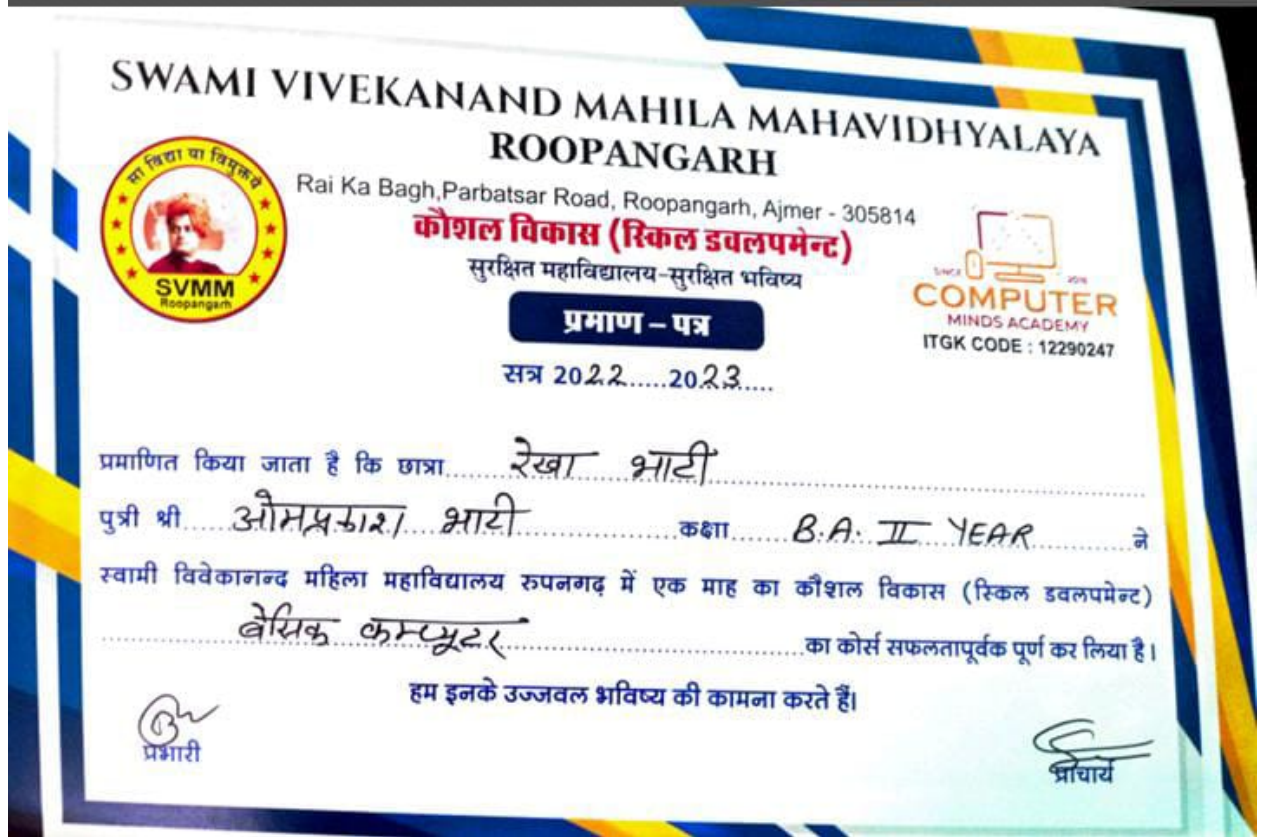 SWAMI VIVEKANAND MAHILA MAHAVIDHYALAYA
ROOPANGARH
Rai Ka Bagh,Parbatsar Road, Roopangarh, Ajmer - 305814
कौशल विकास (स्किल डवलपमेन्ट)
सुरक्षित महाविद्यालय-सुरक्षित भविष्य
प्रमाण – पत्र
सत्र 2022.....2023....
सा विद्या या विमुक्तये
SVMM
Roopangarh
SINCE 2016
COMPUTER
MINDS ACADEMY
ITGK CODE : 12290247
प्रमाणित किया जाता है कि छात्रा रेखा भाटी
पुत्री श्री ओमप्रकाश भाटी कक्षा B.A. II YEAR ने
स्वामी विवेकानन्द महिला महाविद्यालय रुपनगढ़ में एक माह का कौशल विकास (स्किल डवलपमेन्ट)
बेसिक कम्प्यूटर का कोर्स सफलतापूर्वक पूर्ण कर लिया है।
हम इनके उज्जवल भविष्य की कामना करते हैं।
प्रभारी
प्राचार्य